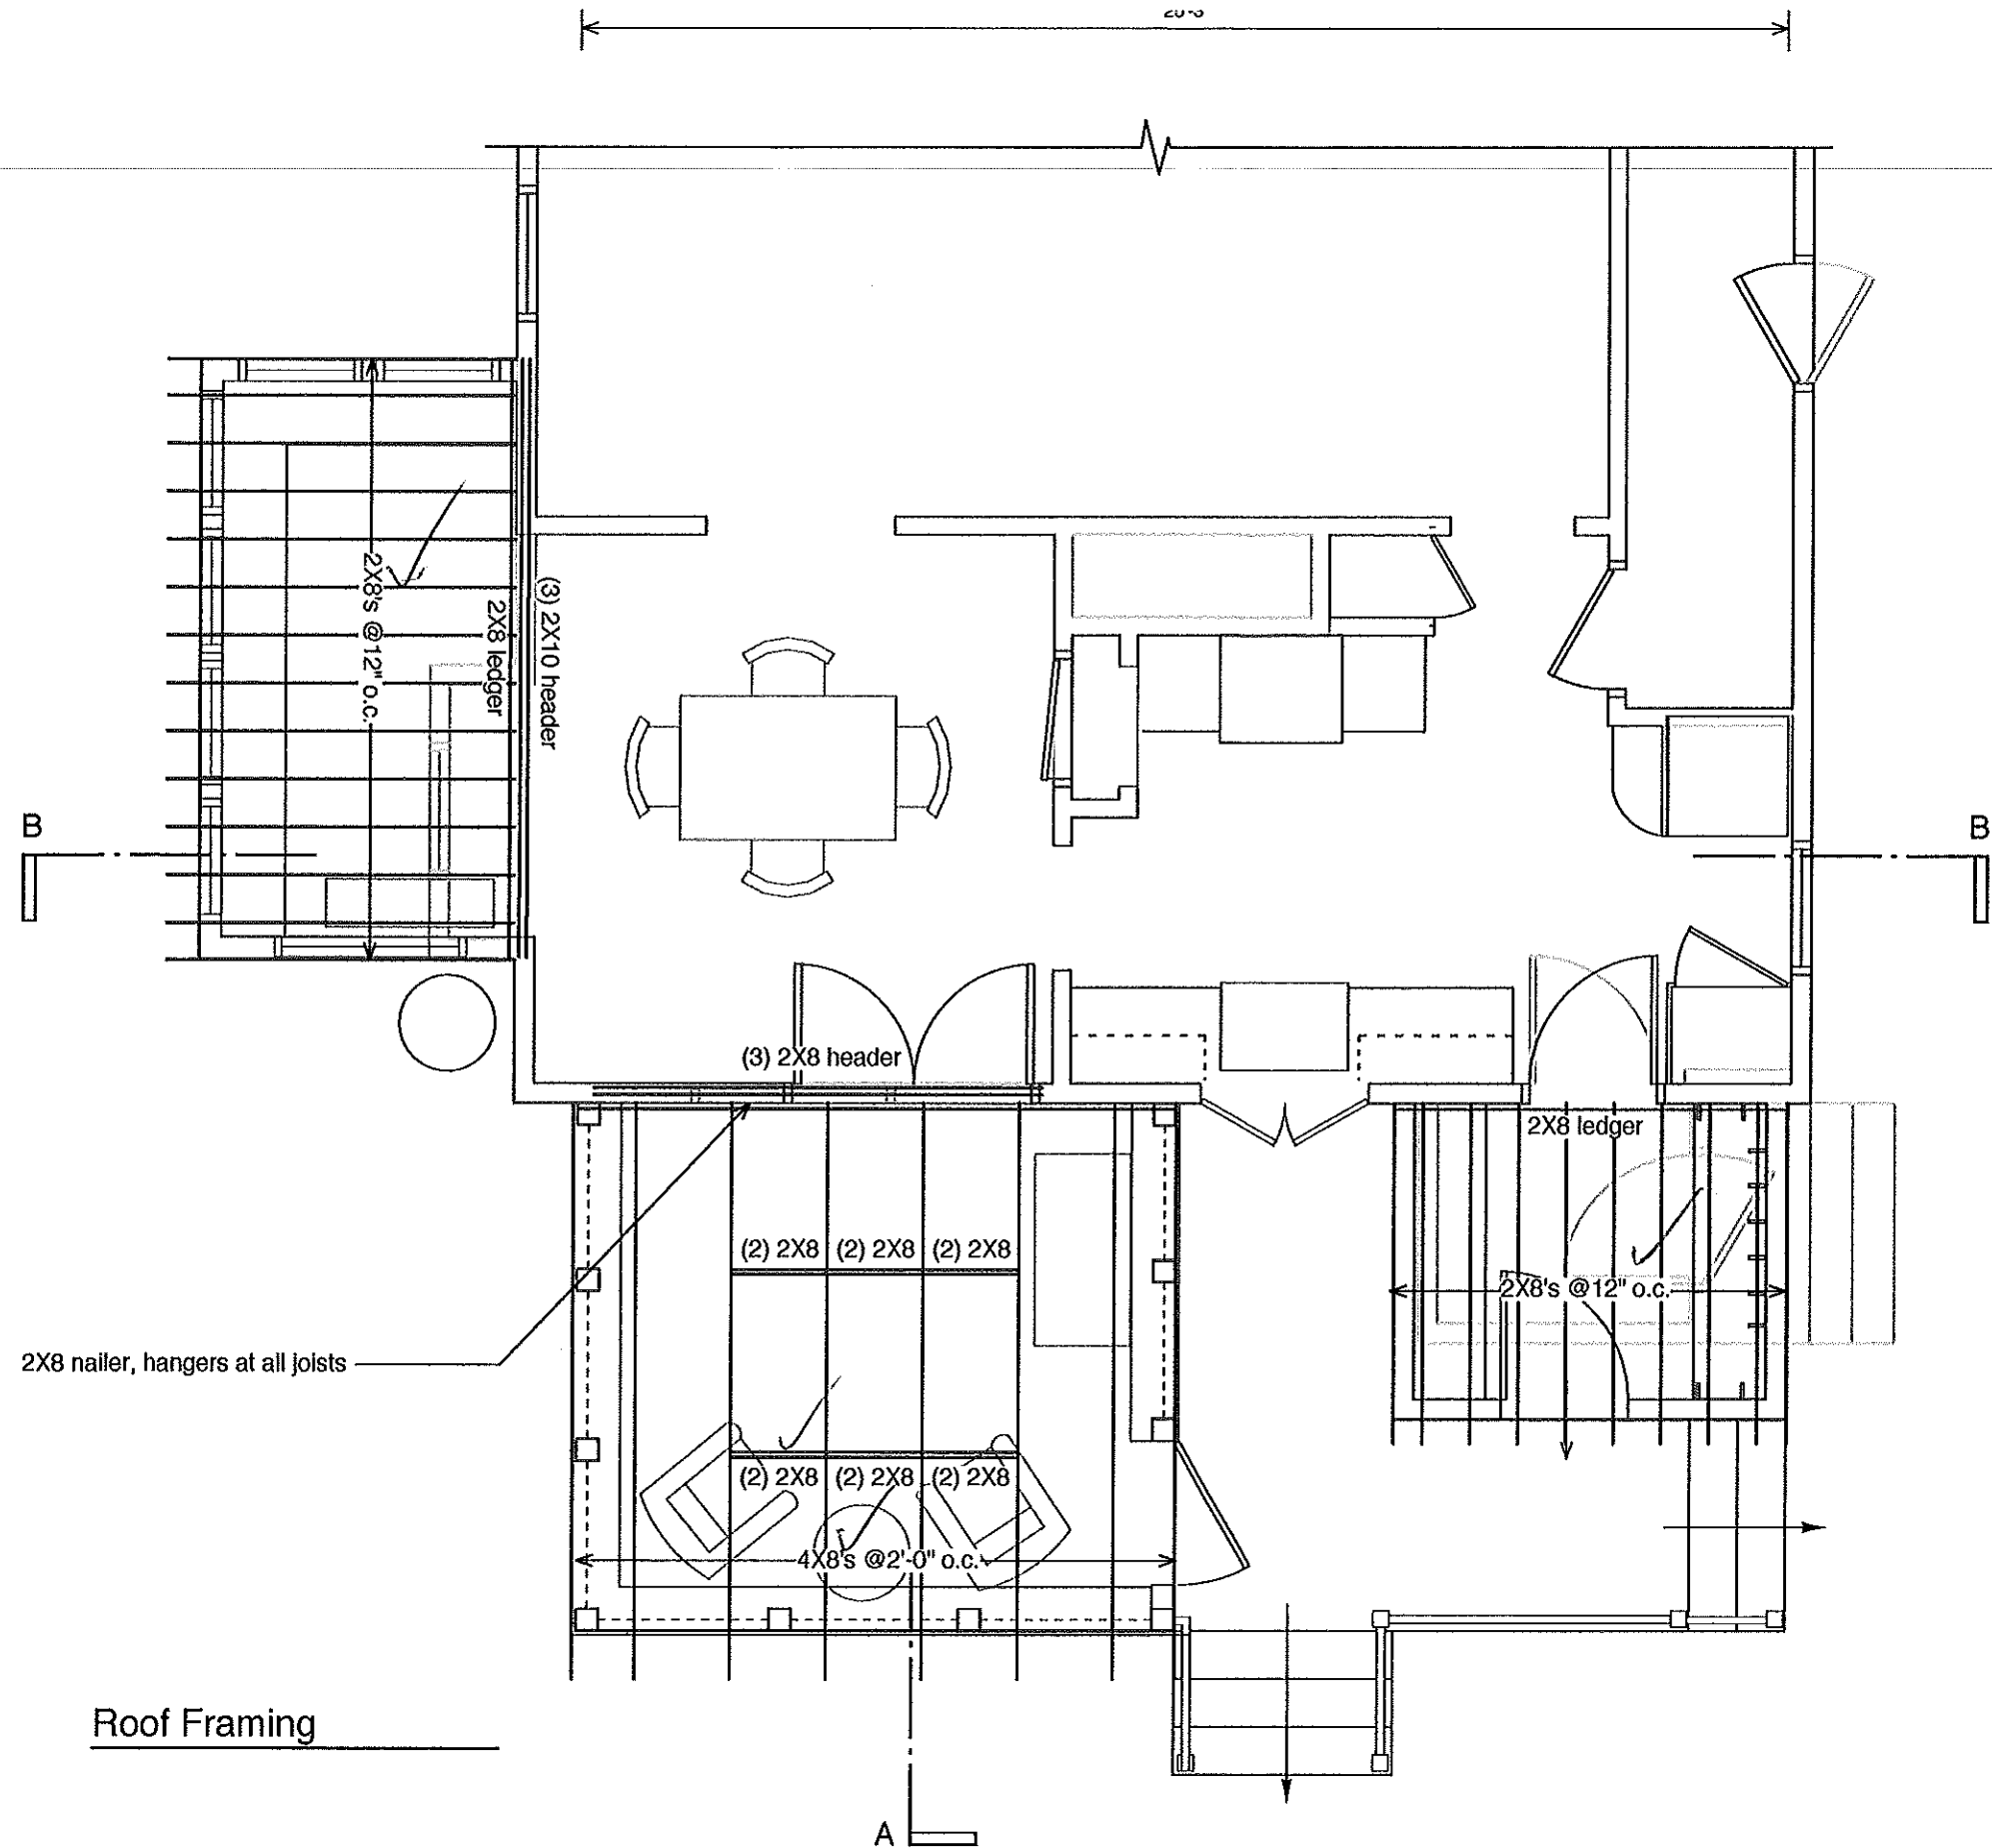 B
B
2X8's @12" o.c.
2X8 ledger
(3) 2X10 header
(3) 2X8 header
2X8 ledger
(2) 2X8 (2) 2X8 (2) 2X8
2X8's @12" o.c.
2X8 nailer, hangers at all joists
(2) 2X8 (2) 2X8 (2) 2X8
4X8's @2'-0" o.c.
Roof Framing
A